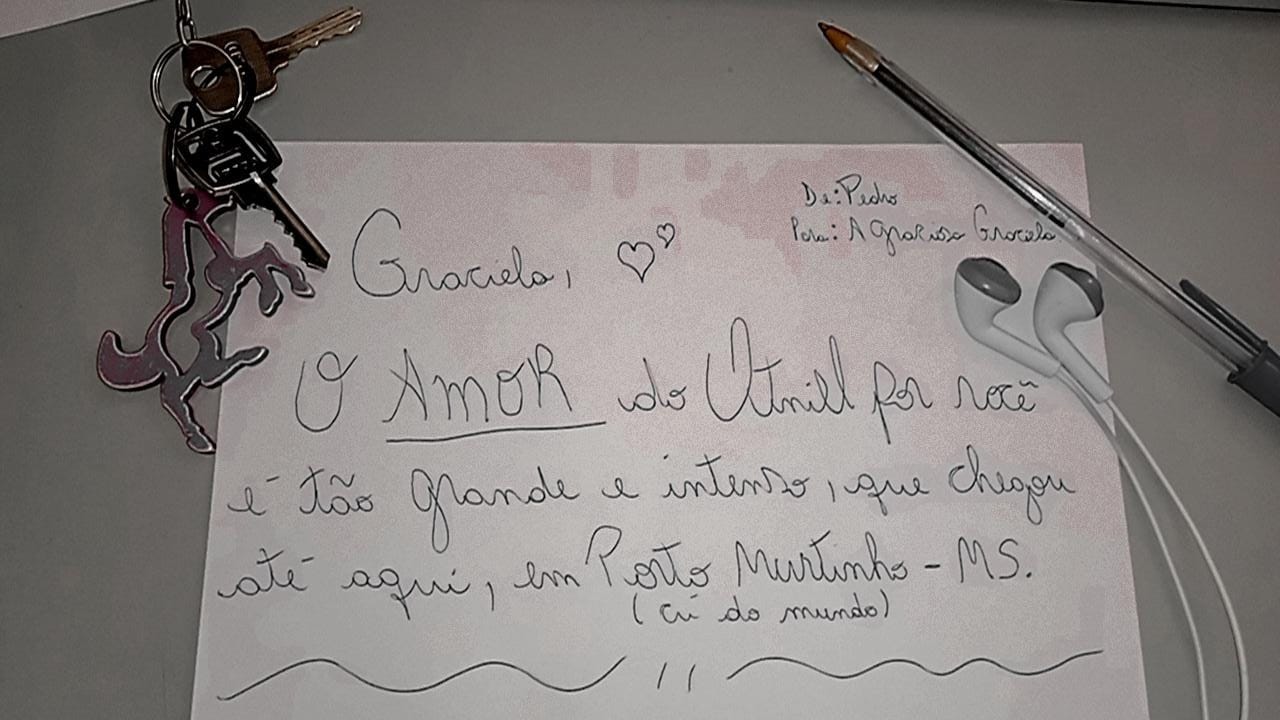 De: Pedro
Para: A graciosa Graciela
Graciela,
O AMOR do por você
é tão grande e intenso, que chegou
até aqui, em Porto Murtinho - MS.
(cú do mundo)